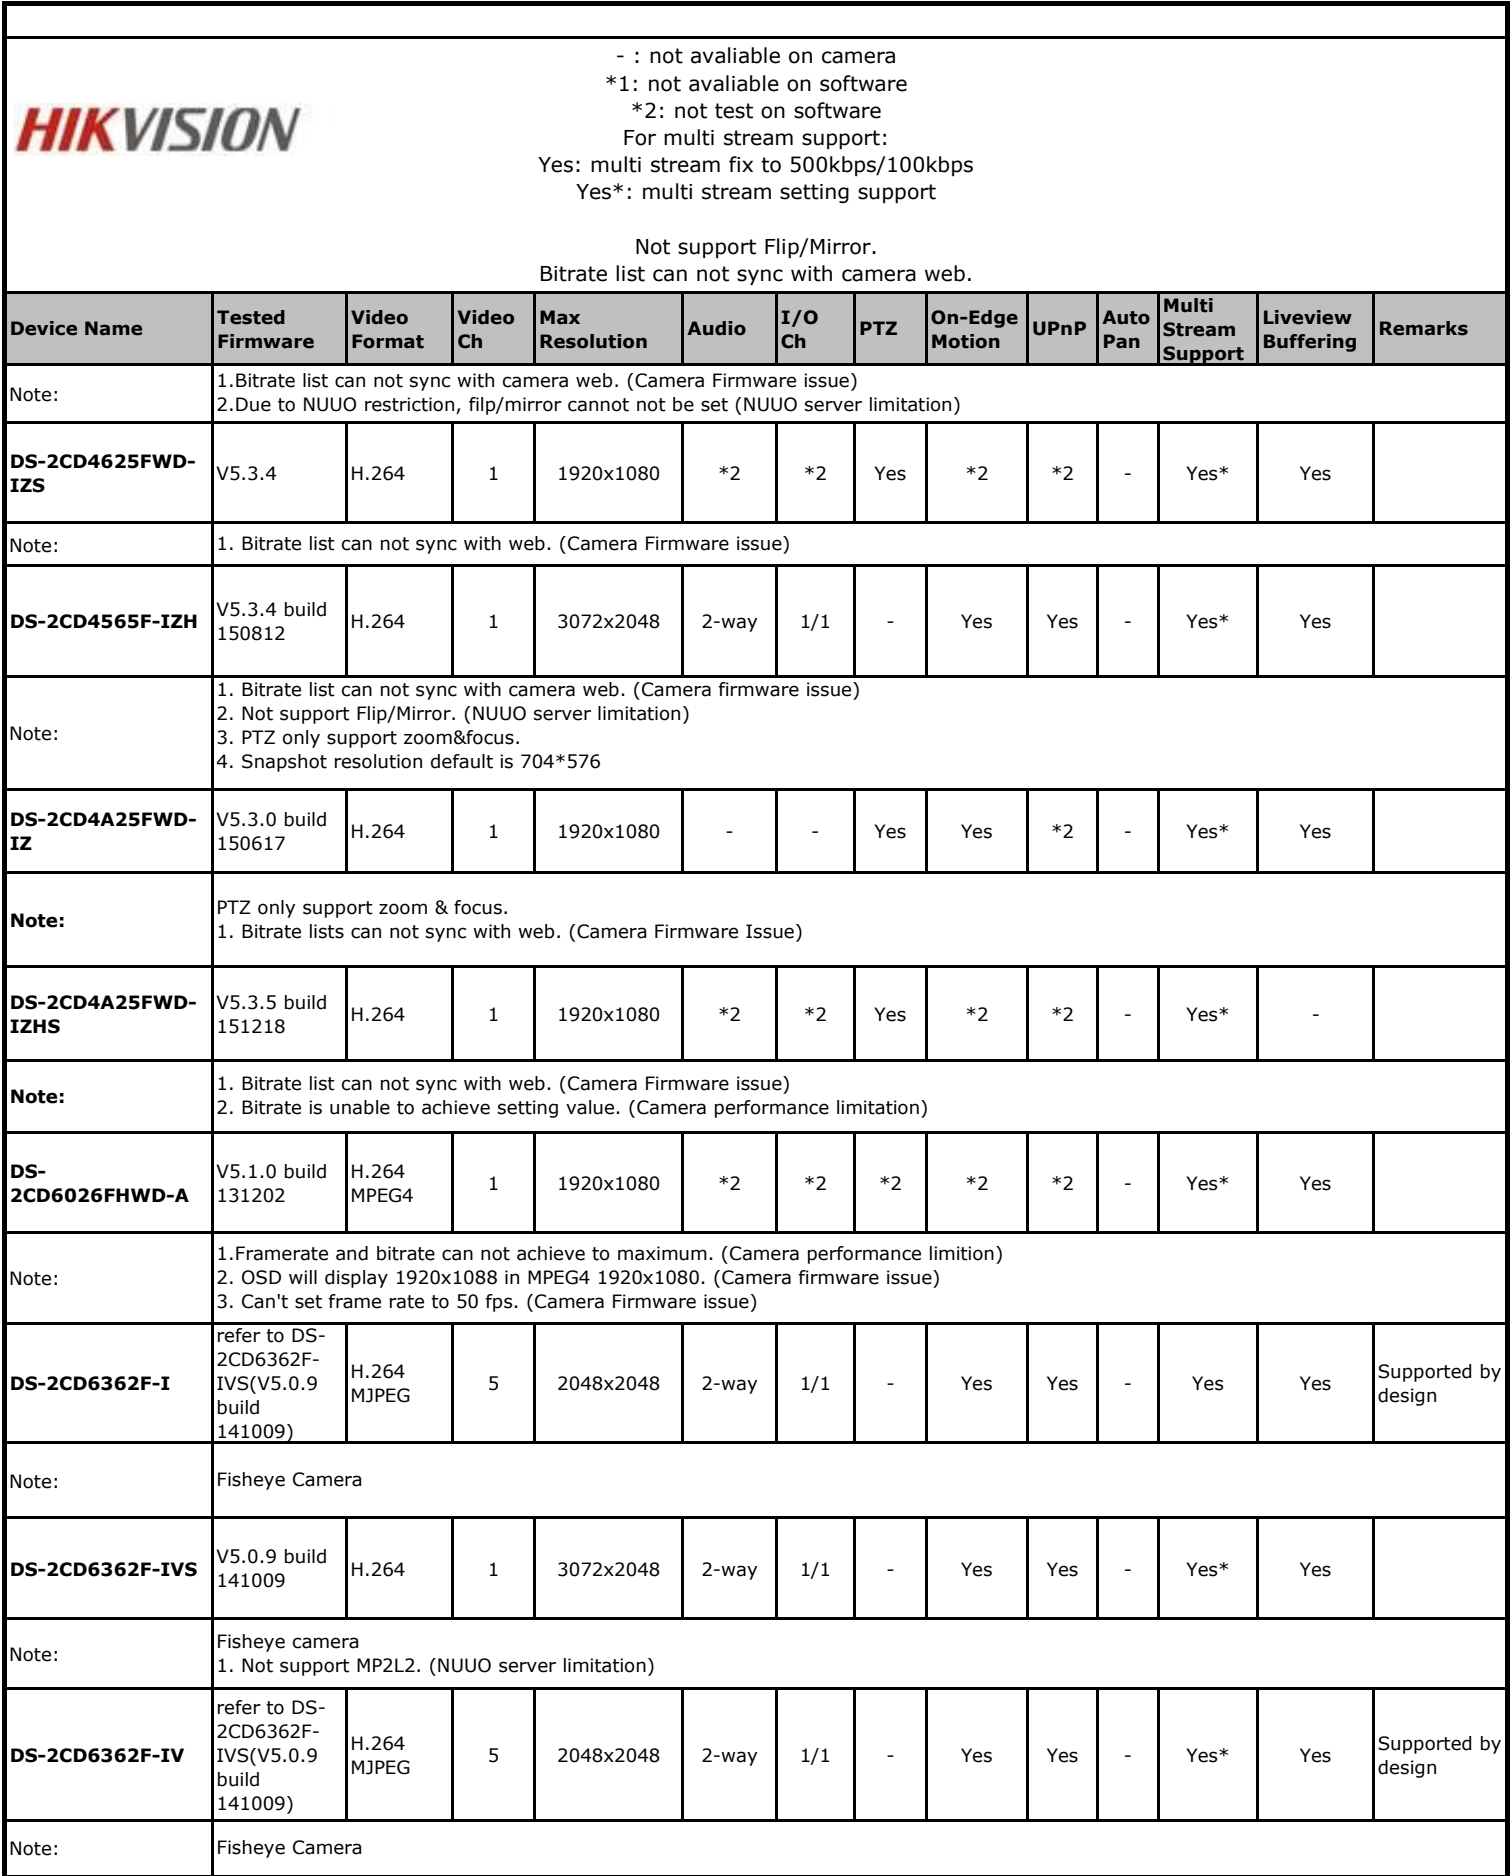 HIKVISION
- : not avaliable on camera
*1: not avaliable on software
*2: not test on software
For multi stream support:
Yes: multi stream fix to 500kbps/100kbps
Yes*: multi stream setting support
Not support Flip/Mirror.
Bitrate list can not sync with camera web.
Device Name Tested Firmware Video Format Video Ch Max Resolution Audio I/O Ch PTZ On-Edge Motion UPnP Auto Pan Multi Stream Support Liveview Buffering Remarks
Note:
1.Bitrate list can not sync with camera web. (Camera Firmware issue)
2.Due to NUUO restriction, filp/mirror cannot not be set (NUUO server limitation)
DS-2CD4625FWD-IZS V5.3.4 H.264 1 1920x1080 *2 *2 Yes *2 *2 - Yes* Yes
Note:
1. Bitrate list can not sync with web. (Camera Firmware issue)
DS-2CD4565F-IZH V5.3.4 build 150812 H.264 1 3072x2048 2-way 1/1 - Yes Yes - Yes* Yes
Note:
1. Bitrate list can not sync with camera web. (Camera firmware issue)
2. Not support Flip/Mirror. (NUUO server limitation)
3. PTZ only support zoom&focus.
4. Snapshot resolution default is 704*576
DS-2CD4A25FWD-IZ V5.3.0 build 150617 H.264 1 1920x1080 - - Yes Yes *2 - Yes* Yes
Note:
PTZ only support zoom & focus.
1. Bitrate lists can not sync with web. (Camera Firmware Issue)
DS-2CD4A25FWD-IZHS V5.3.5 build 151218 H.264 1 1920x1080 *2 *2 Yes *2 *2 - Yes* -
Note:
1. Bitrate list can not sync with web. (Camera Firmware issue)
2. Bitrate is unable to achieve setting value. (Camera performance limitation)
DS-2CD6026FHWD-A V5.1.0 build 131202 H.264 MPEG4 1 1920x1080 *2 *2 *2 *2 *2 - Yes* Yes
Note:
1.Framerate and bitrate can not achieve to maximum. (Camera performance limition)
2. OSD will display 1920x1088 in MPEG4 1920x1080. (Camera firmware issue)
3. Can't set frame rate to 50 fps. (Camera Firmware issue)
DS-2CD6362F-I refer to DS-2CD6362F-IVS(V5.0.9 build 141009) H.264 MJPEG 5 2048x2048 2-way 1/1 - Yes Yes - Yes Yes Supported by design
Note:
Fisheye Camera
DS-2CD6362F-IVS V5.0.9 build 141009 H.264 1 3072x2048 2-way 1/1 - Yes Yes - Yes* Yes
Note:
Fisheye camera
1. Not support MP2L2. (NUUO server limitation)
DS-2CD6362F-IV refer to DS-2CD6362F-IVS(V5.0.9 build 141009) H.264 MJPEG 5 2048x2048 2-way 1/1 - Yes Yes - Yes* Yes Supported by design
Note:
Fisheye Camera